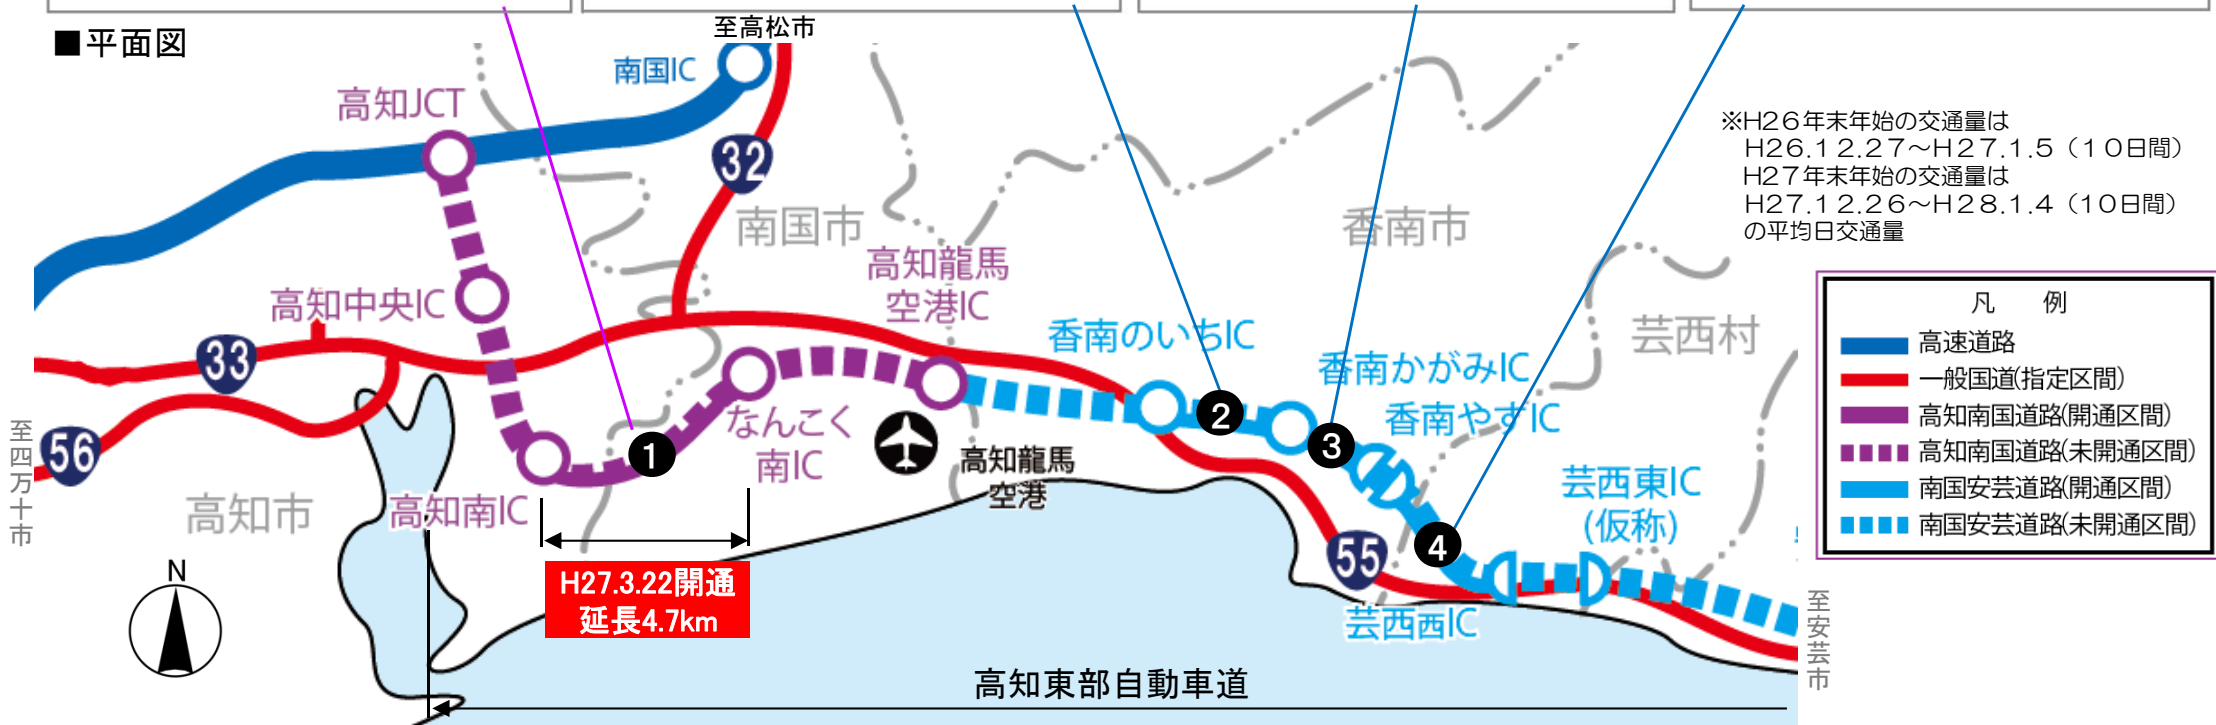 至高松市
■平面図
南国IC
高知JCT
32
※H26年末年始の交通量は
H26.12.27～H27.1.5（10日間）
H27年末年始の交通量は
H27.12.26～H28.1.4（10日間）
の平均日交通量
南国市
香南市
高知龍馬
空港IC
高知中央IC
33
香南のいちIC
芸西村
凡　例
高速道路
一般国道(指定区間)
高知南国道路(開通区間)
高知南国道路(未開通区間)
南国安芸道路(開通区間)
南国安芸道路(未開通区間)
香南かがみIC
香南やすIC
なんこく
南IC
1
2
3
4
至四万十市
56
高知龍馬
空港
高知市
高知南IC
芸西東IC
(仮称)
55
N
H27.3.22開通
延長4.7km
芸西西IC
至安芸市
高知東部自動車道